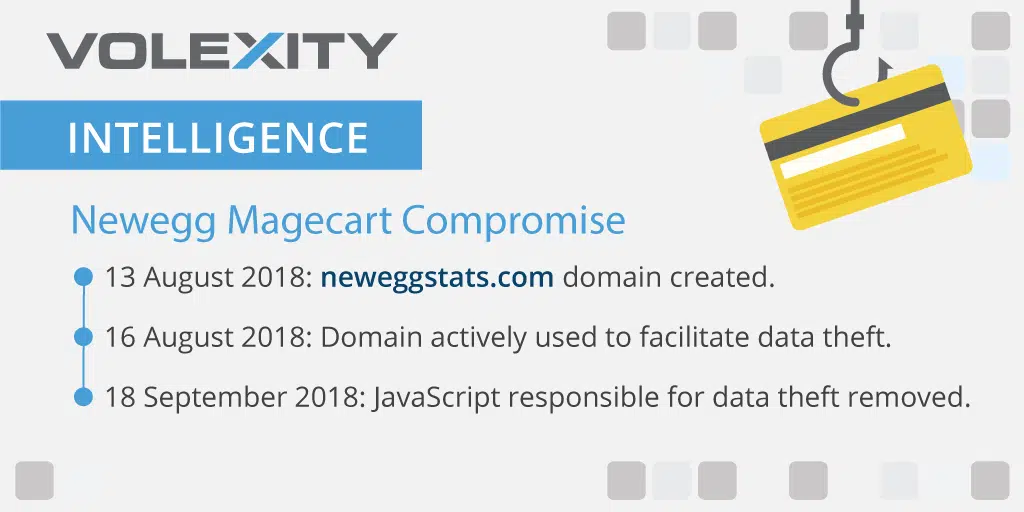 VOLEXITY
INTELLIGENCE
Newegg Magecart Compromise
13 August 2018: neweggstats.com domain created.
16 August 2018: Domain actively used to facilitate data theft.
18 September 2018: JavaScript responsible for data theft removed.